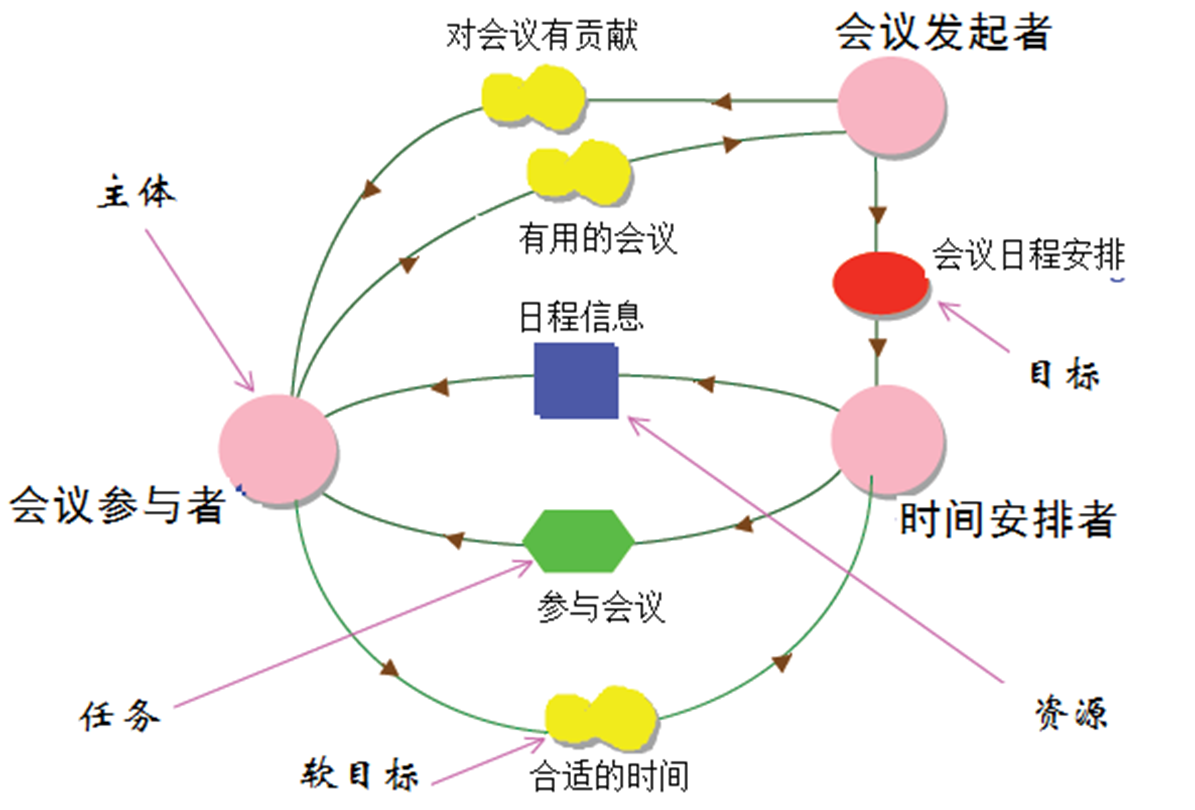 对会议有贡献
会议发起者
主体
有用的会议
会议日程安排
日程信息
目标
会议参与者
时间安排者
参与会议
任务
资源
软目标
合适的时间